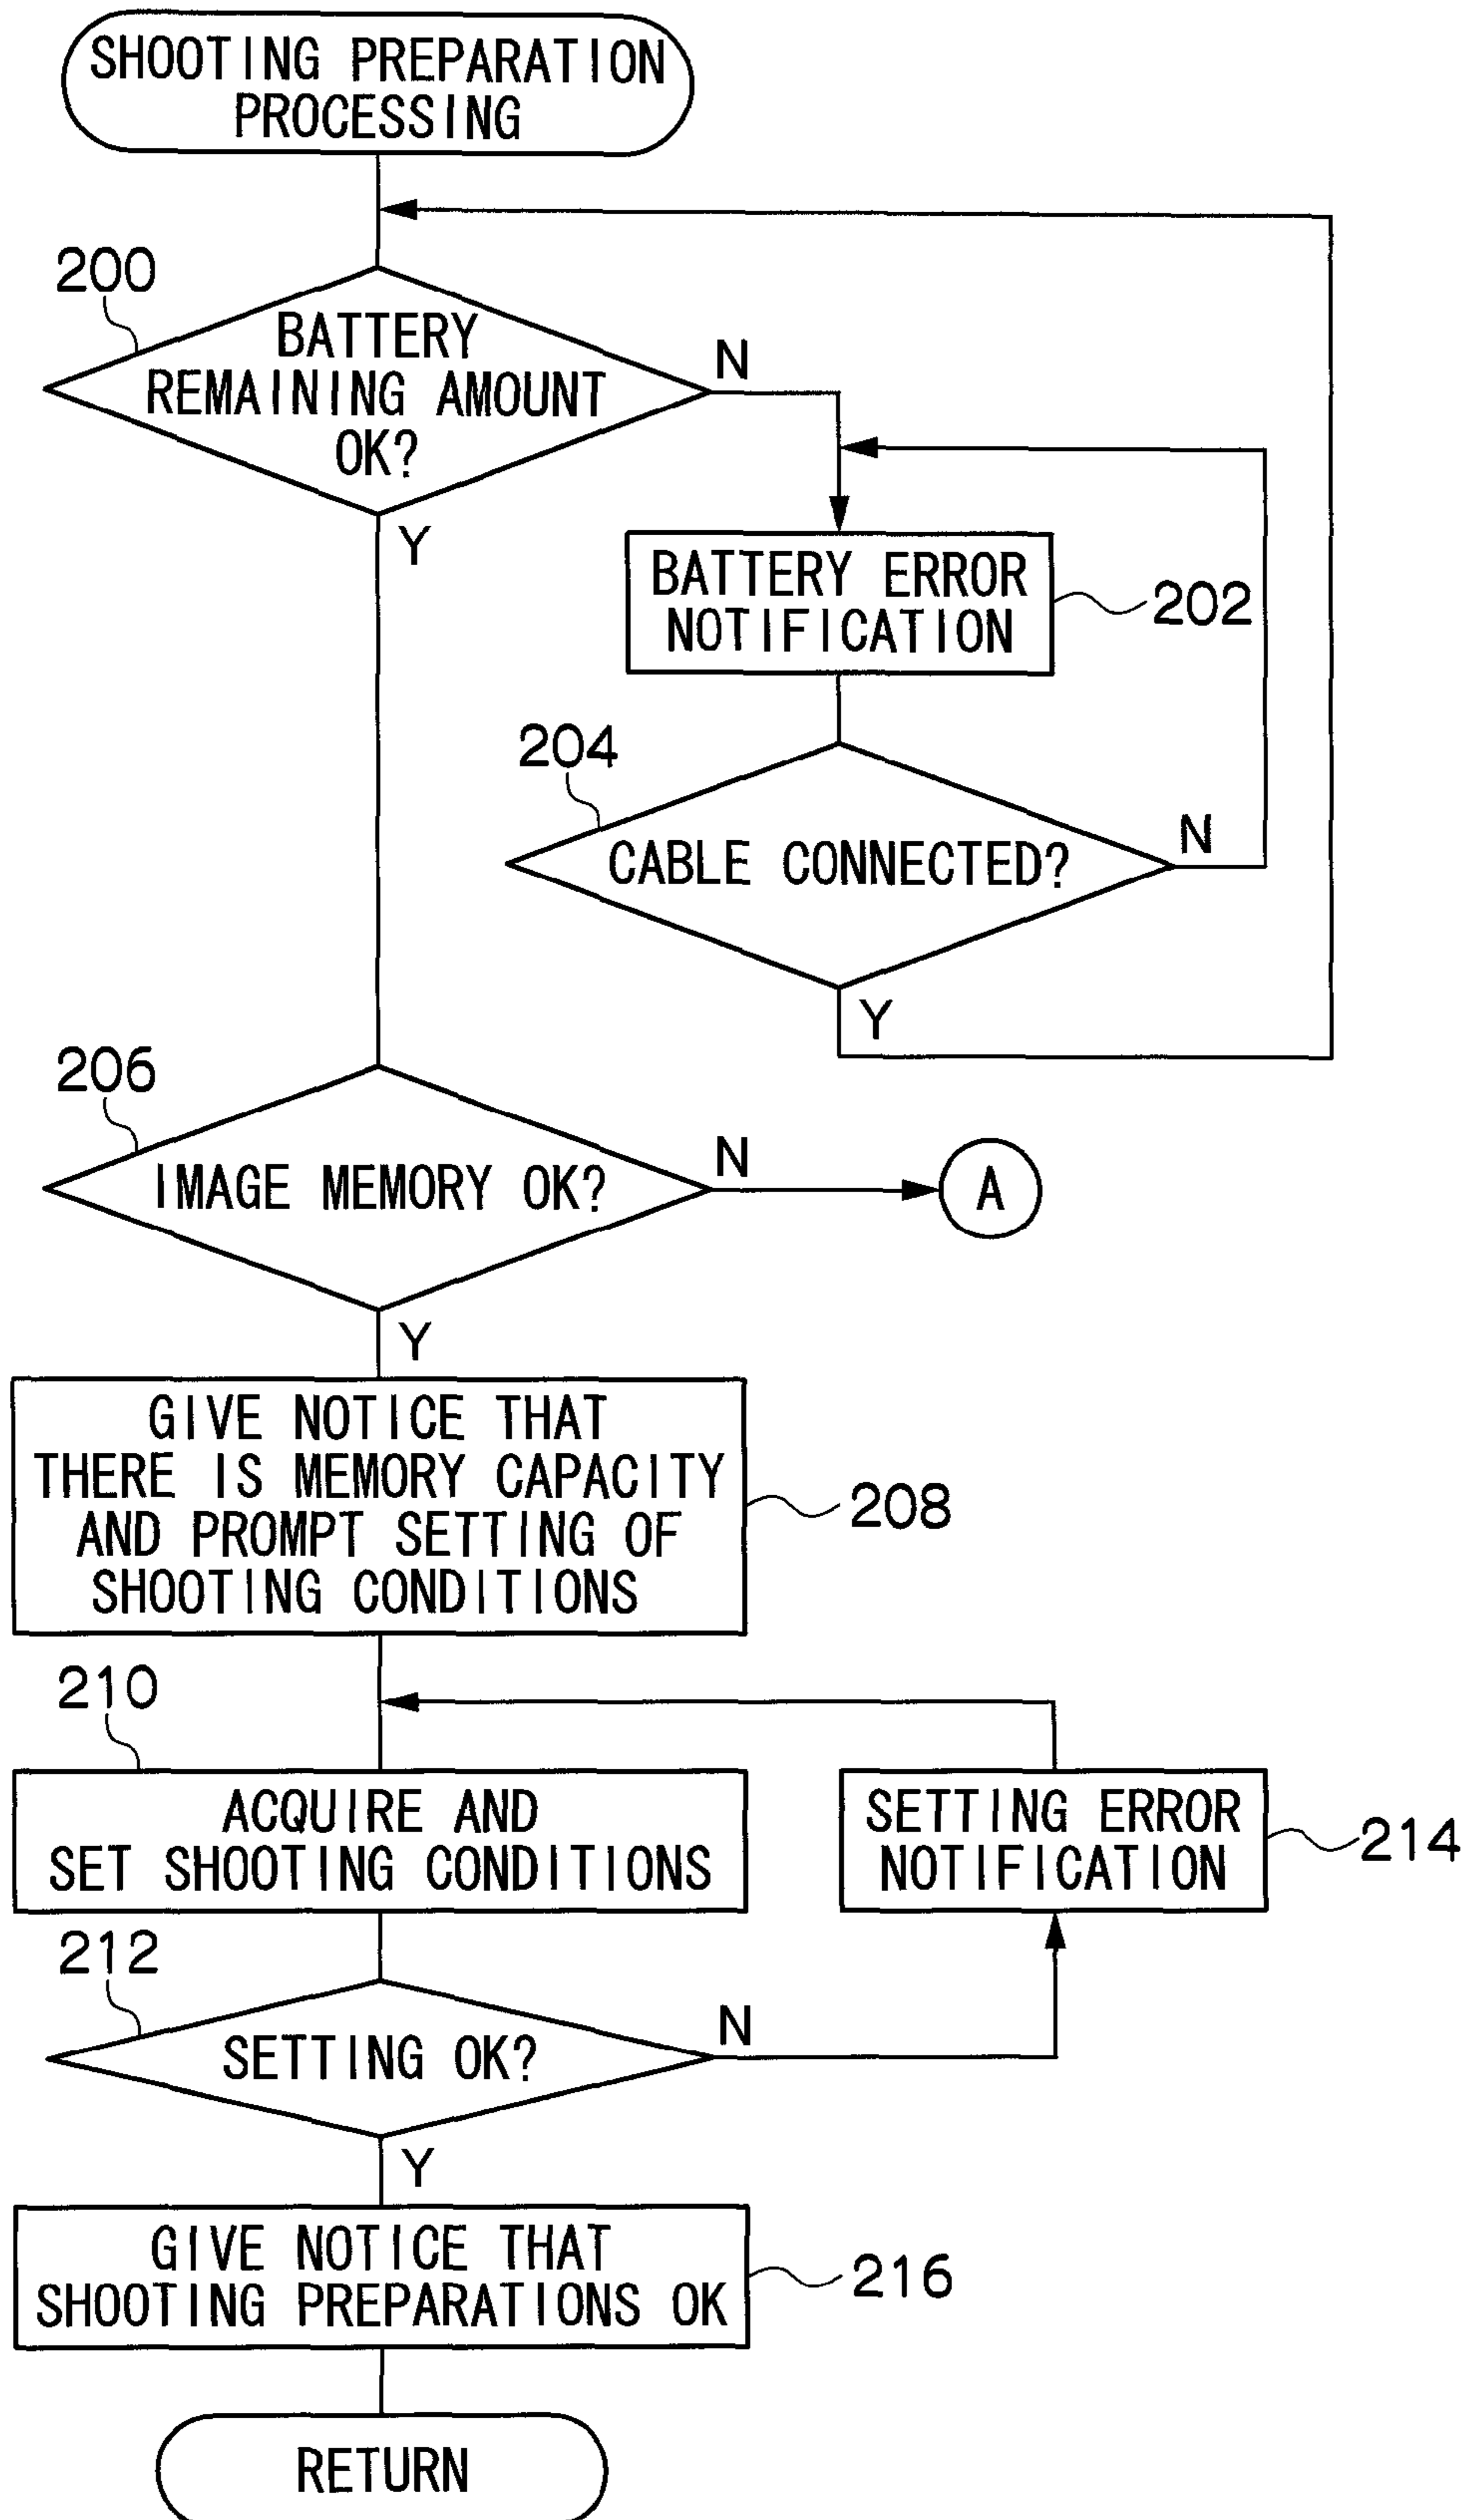 SHOOTING PREPARATION
PROCESSING
200
BATTERY
REMAINING AMOUNT
OK?
N
Y
BATTERY ERROR
NOTIFICATION
202
204
CABLE CONNECTED?
N
Y
206
IMAGE MEMORY OK?
N
A
Y
GIVE NOTICE THAT
THERE IS MEMORY CAPACITY
AND PROMPT SETTING OF
SHOOTING CONDITIONS
208
210
ACQUIRE AND
SET SHOOTING CONDITIONS
SETTING ERROR
NOTIFICATION
214
212
SETTING OK?
N
Y
GIVE NOTICE THAT
SHOOTING PREPARATIONS OK
216
RETURN